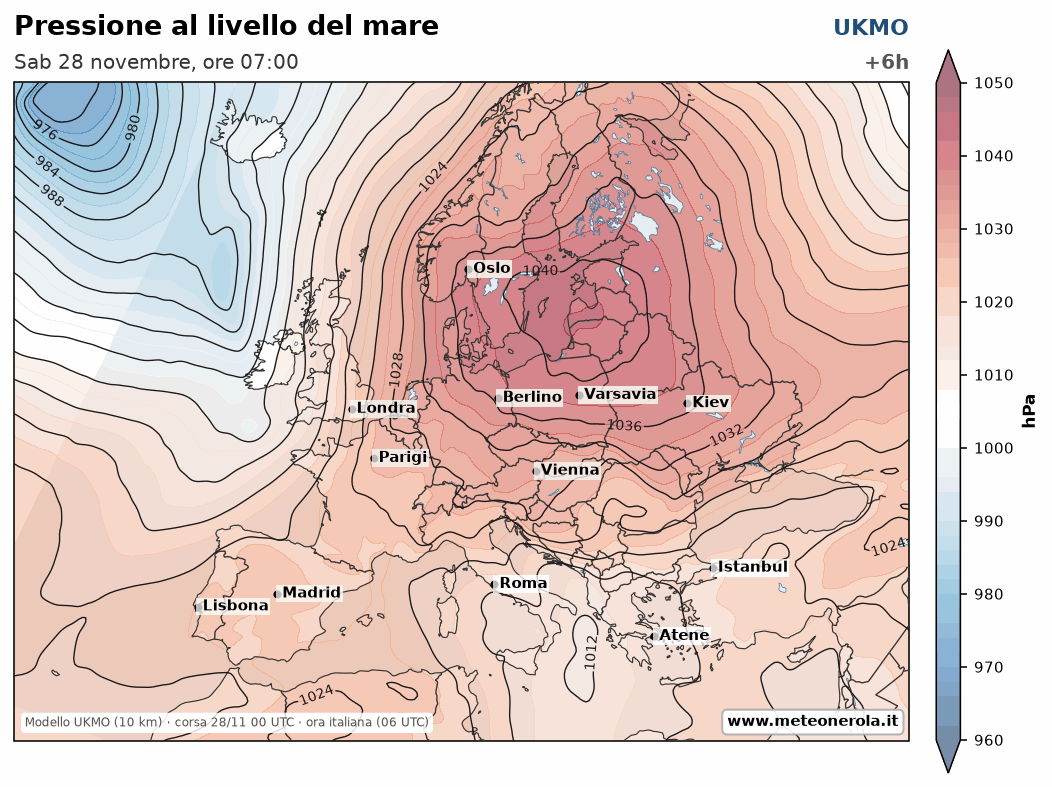 Pressione al livello del mare
UKMO
Sab 28 novembre, ore 07:00
+6h
976
980
984
988
1024
Oslo
1040
1028
Londra
Berlino
Varsavia
Kiev
1036
1032
Parigi
Vienna
1024
Istanbul
Roma
Madrid
Lisbona
Atene
1012
1024
Modello UKMO (10 km) · corsa 28/11 00 UTC · ora italiana (06 UTC)
www.meteonerola.it
1050
1040
1030
1020
1010
1000
990
980
970
960
hPa